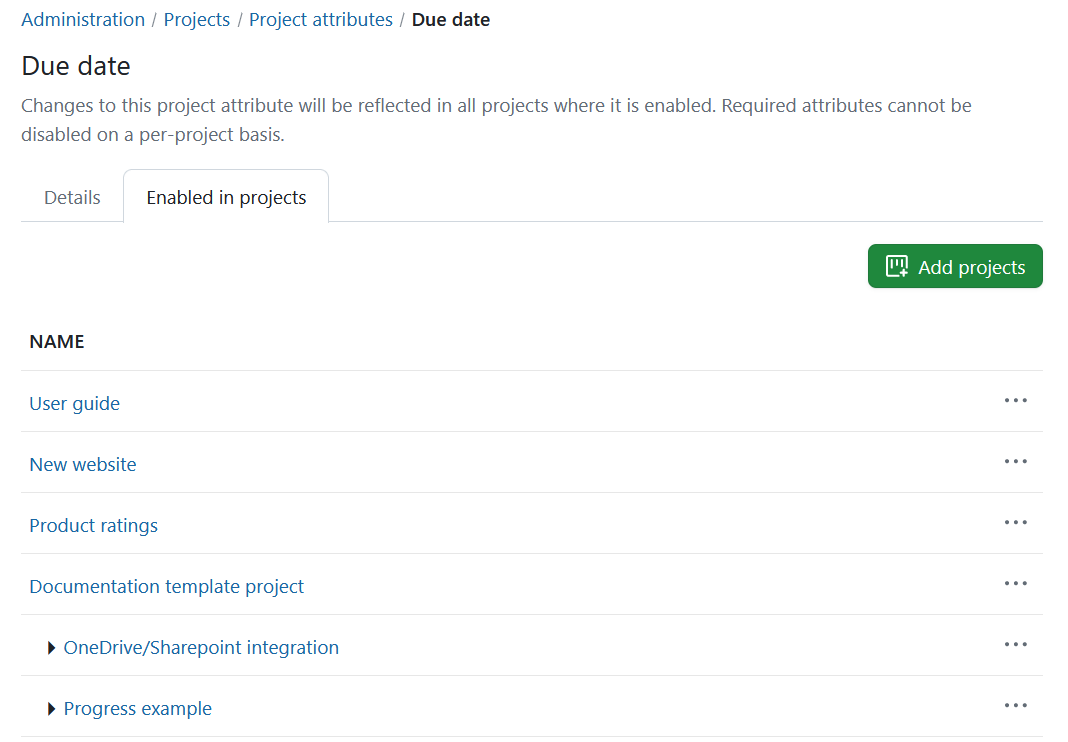 Administration / Projects / Project attributes / Due date
Due date
Changes to this project attribute will be reflected in all projects where it is enabled. Required attributes cannot be
disabled on a per-project basis.
Details Enabled in projects
Add projects
NAME
User guide
New website
Product ratings
Documentation template project
OneDrive/Sharepoint integration
Progress example